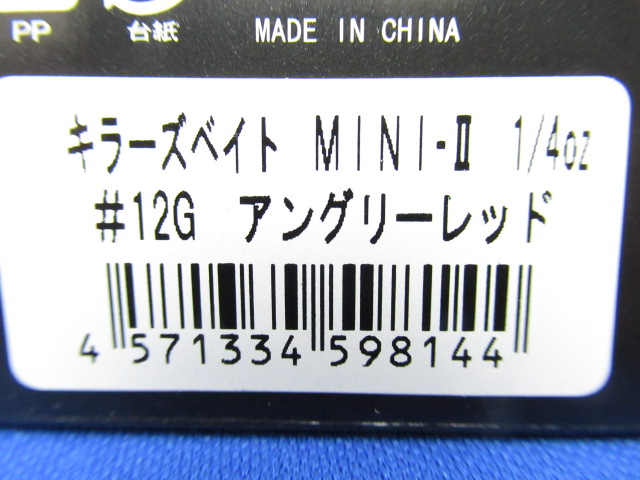 PP 台紙 MADE IN CHINA
キラーズベイト MINI-Ⅱ 1/4oz
#12G アングリーレッド
4 571334 598144